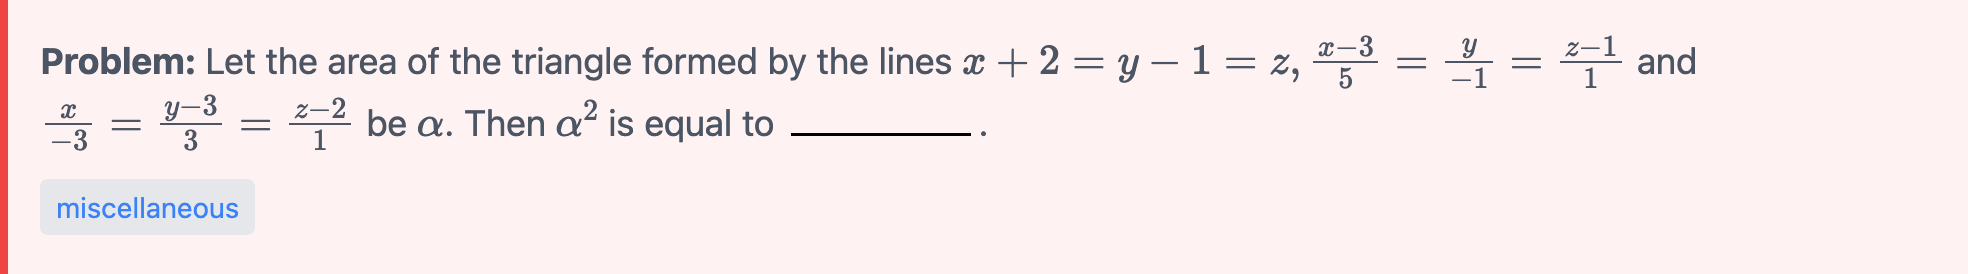 Problem: Let the area of the triangle formed by the lines $x + 2 = y - 1 = z$, $\frac{x-3}{5} = \frac{y}{-1} = \frac{z-1}{1}$ and
$\frac{x}{-3} = \frac{y-3}{3} = \frac{z-2}{1}$ be $\alpha$. Then $\alpha^2$ is equal to __________.
miscellaneous